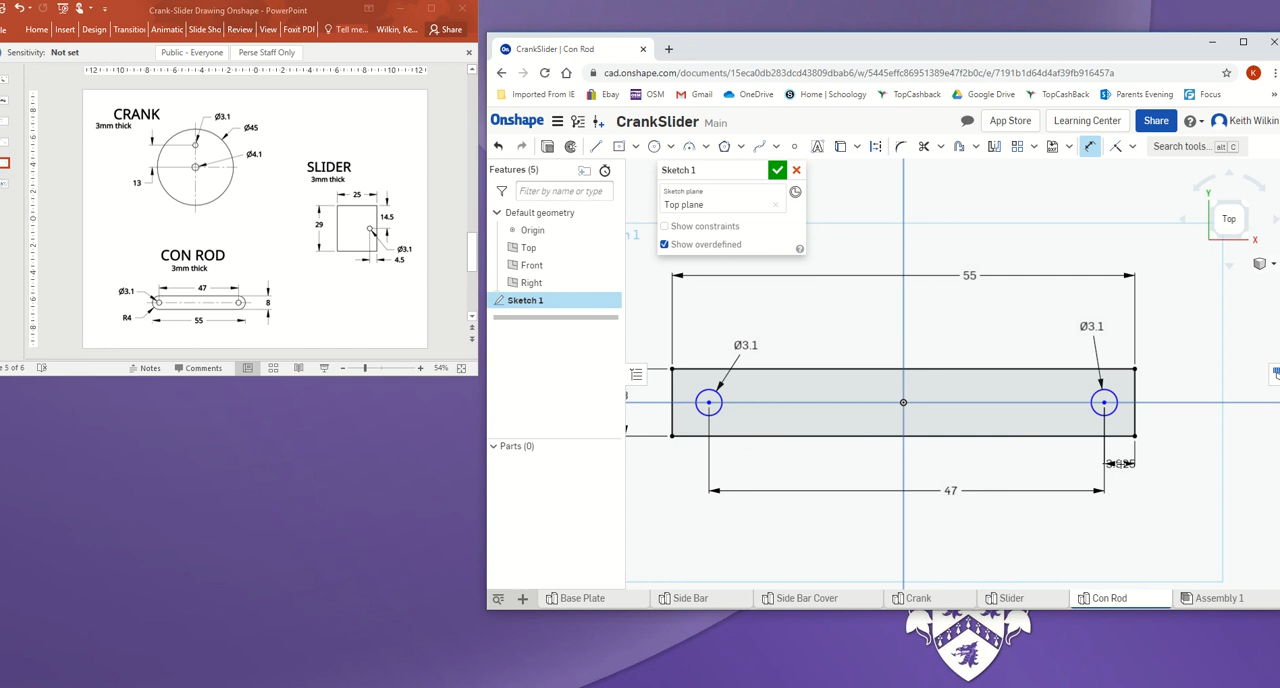 Crank-Slider Drawing Onshape - PowerPoint
Home Insert Design Transitio Animatic Slide Sho Review View Foxit PDF Tell me... Wilkin, Ke... Share
Sensitivity: Not set Public - Everyone Perse Staff Only
CRANK
3mm thick
Ø3.1
Ø45
Ø4.1
13
SLIDER
3mm thick
25
29
14.5
Ø3.1
4.5
CON ROD
3mm thick
Ø3.1
47
8
R4
55
5 of 6 Notes Comments 54%
CrankSlider | Con Rod
cad.onshape.com/documents/15eca0db283dcd43809dbab6/w/5445effc86951389e47f2b0c/e/7191b1d64d4af39fb916457a
K
Imported From IE Ebay OSM Gmail OneDrive Home | Schoology TopCashback Google Drive TopCashBack Parents Evening Focus
Onshape CrankSlider Main App Store Learning Center Share Keith Wilkin
Search tools... alt C
Features (5)
Filter by name or type
Default geometry
Origin
Top
Front
Right
Sketch 1
Parts (0)
Sketch 1
Sketch plane
Top plane
Show constraints
Show overdefined
Y
Top
X
55
Ø3.1
Ø3.1
47
Base Plate Side Bar Side Bar Cover Crank Slider Con Rod Assembly 1